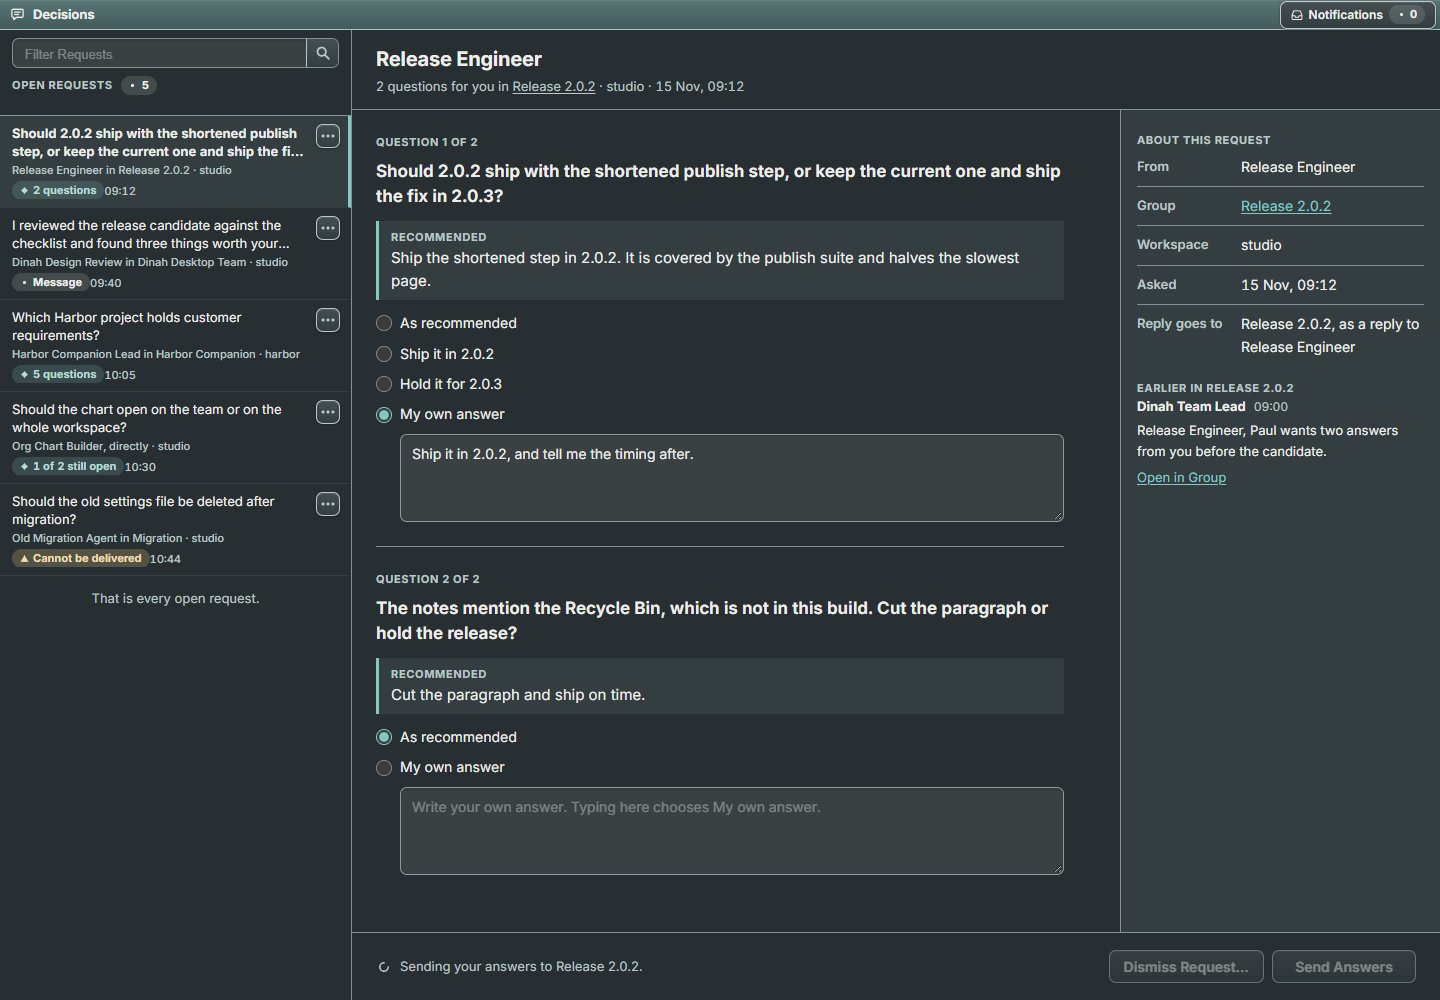 Decisions
Notifications • 0
Filter Requests
OPEN REQUESTS • 5
Should 2.0.2 ship with the shortened publish
step, or keep the current one and ship the fi...
Release Engineer in Release 2.0.2 · studio
2 questions 09:12
I reviewed the release candidate against the
checklist and found three things worth your...
Dinah Design Review in Dinah Desktop Team · studio
• Message 09:40
Which Harbor project holds customer
requirements?
Harbor Companion Lead in Harbor Companion · harbor
5 questions 10:05
Should the chart open on the team or on the
whole workspace?
Org Chart Builder, directly · studio
1 of 2 still open 10:30
Should the old settings file be deleted after
migration?
Old Migration Agent in Migration · studio
Cannot be delivered 10:44
That is every open request.
Release Engineer
2 questions for you in Release 2.0.2 · studio · 15 Nov, 09:12
QUESTION 1 OF 2
Should 2.0.2 ship with the shortened publish step, or keep the current one and ship
the fix in 2.0.3?
RECOMMENDED
Ship the shortened step in 2.0.2. It is covered by the publish suite and halves the slowest
page.
As recommended
Ship it in 2.0.2
Hold it for 2.0.3
My own answer
Ship it in 2.0.2, and tell me the timing after.
QUESTION 2 OF 2
The notes mention the Recycle Bin, which is not in this build. Cut the paragraph or
hold the release?
RECOMMENDED
Cut the paragraph and ship on time.
As recommended
My own answer
Write your own answer. Typing here chooses My own answer.
Sending your answers to Release 2.0.2.
Dismiss Request...
Send Answers
ABOUT THIS REQUEST
From Release Engineer
Group Release 2.0.2
Workspace studio
Asked 15 Nov, 09:12
Reply goes to Release 2.0.2, as a reply to
Release Engineer
EARLIER IN RELEASE 2.0.2
Dinah Team Lead 09:00
Release Engineer, Paul wants two answers
from you before the candidate.
Open in Group